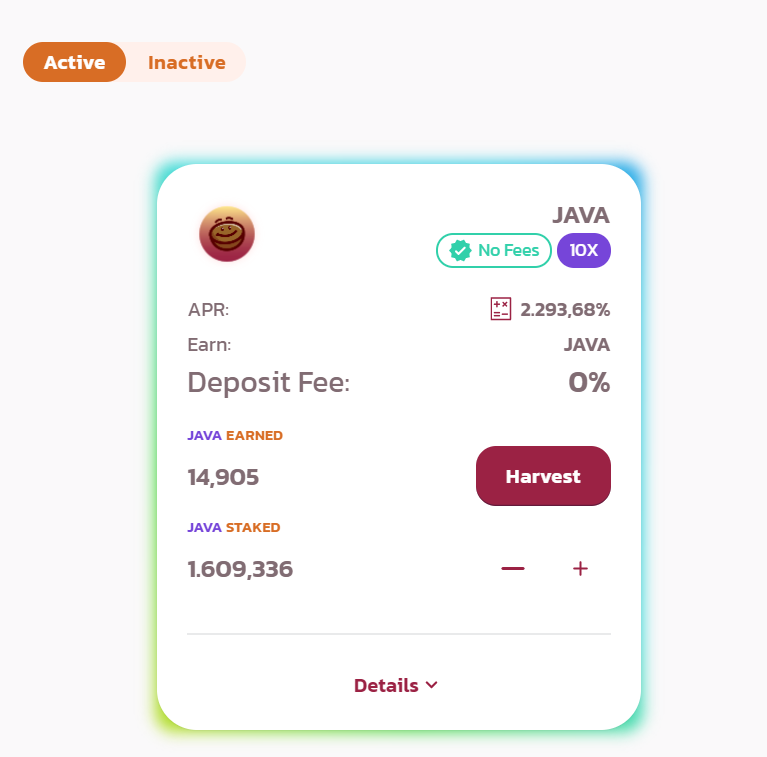 Active Inactive
JAVA
No Fees 10X
APR: 2.293,68%
Earn: JAVA
Deposit Fee: 0%
JAVA EARNED
14,905 Harvest
JAVA STAKED
1.609,336
Details